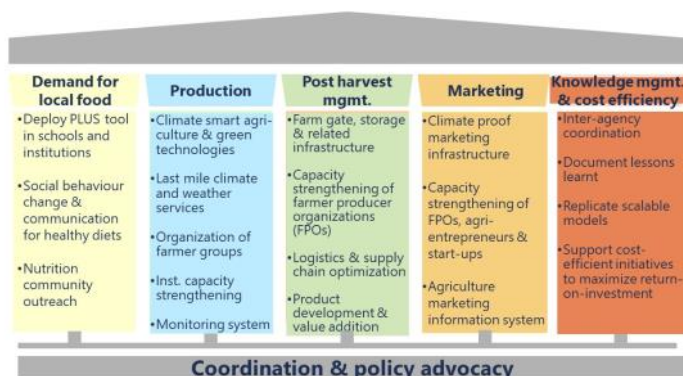 Demand for
local food
•Deploy PLUS tool
in schools and
institutions
•Social behaviour
change &
communication
for healthy diets
•Nutrition
community
outreach
Production
•Climate smart agri-
culture & green
technologies
•Last mile climate
and weather
services
•Organization of
farmer groups
•Inst. capacity
strengthening
•Monitoring system
Post harvest
mgmt.
•Farm gate, storage
& related
infrastructure
•Capacity
strengthening of
farmer producer
organizations
(FPOs)
•Logistics & supply
chain optimization
•Product
development &
value addition
Marketing
•Climate proof
marketing
infrastructure
•Capacity
strengthening of
FPOs, agri-
entrepreneurs &
start-ups
•Agriculture
marketing
information system
Knowledge mgmt.
& cost efficiency
•Inter-agency
coordination
•Document lessons
learnt
•Replicate scalable
models
•Support cost-
efficient initiatives
to maximize return-
on-investment
Coordination & policy advocacy